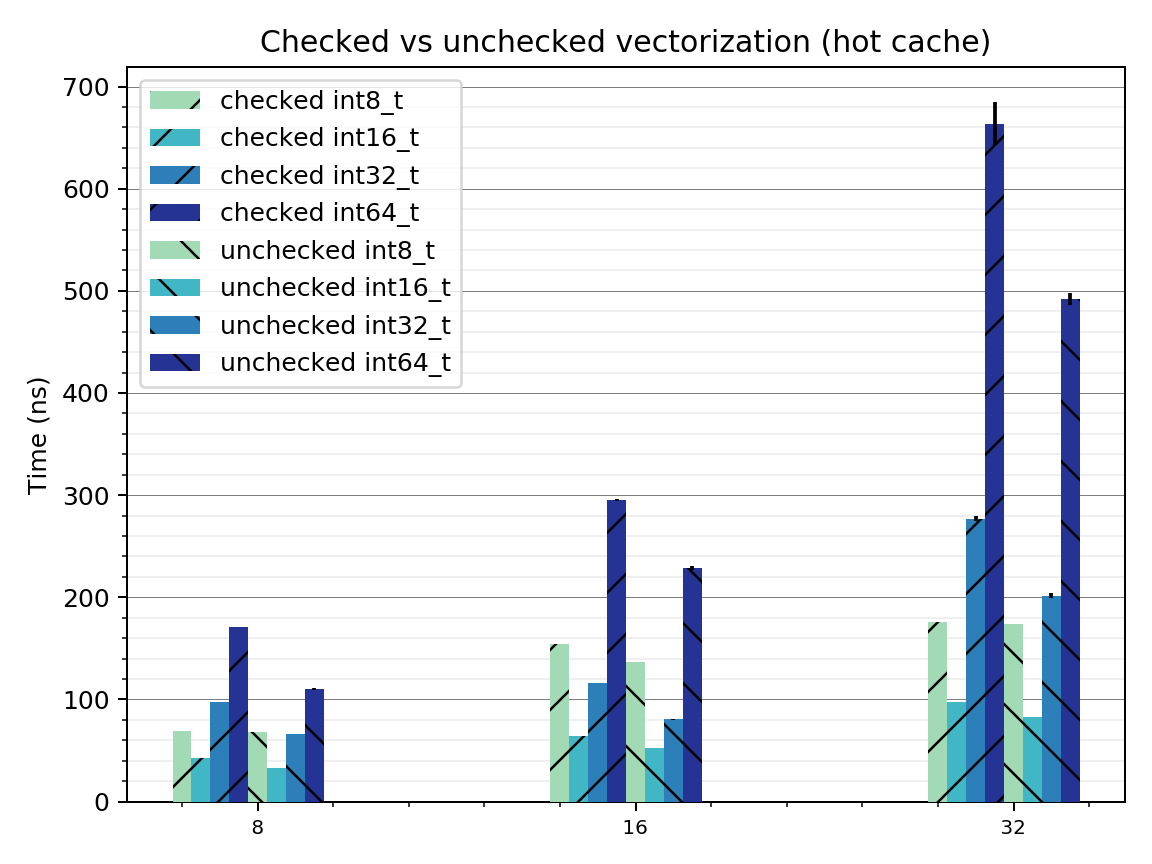 Checked vs unchecked vectorization (hot cache)
checked int8_t
checked int16_t
checked int32_t
checked int64_t
unchecked int8_t
unchecked int16_t
unchecked int32_t
unchecked int64_t
Time (ns)
700
600
500
400
300
200
100
0
8
16
32